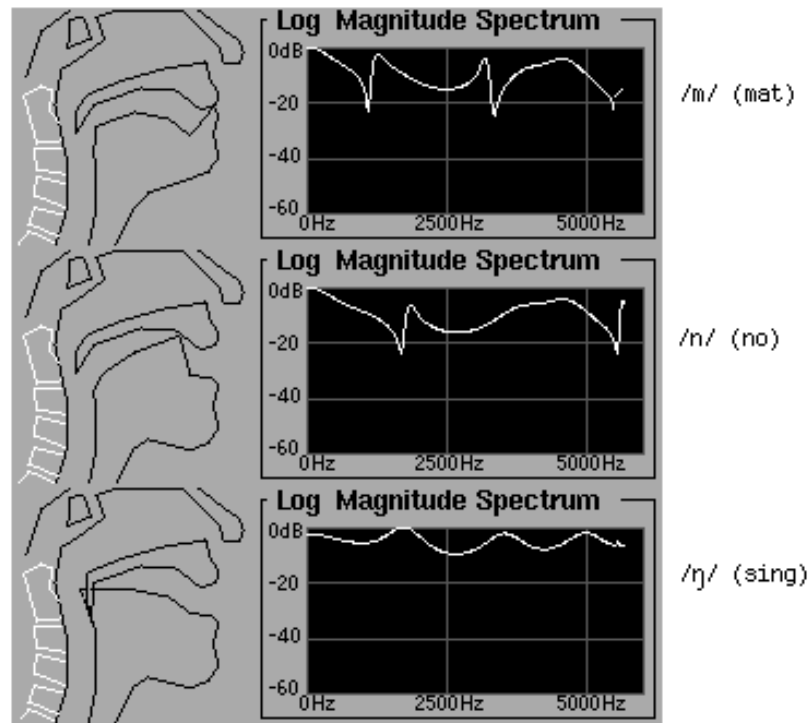 Log Magnitude Spectrum
0dB
-20
-40
-60
0Hz 2500Hz 5000Hz
/m/ (mat)
Log Magnitude Spectrum
0dB
-20
-40
-60
0Hz 2500Hz 5000Hz
/n/ (no)
Log Magnitude Spectrum
0dB
-20
-40
-60
0Hz 2500Hz 5000Hz
/ŋ/ (sing)